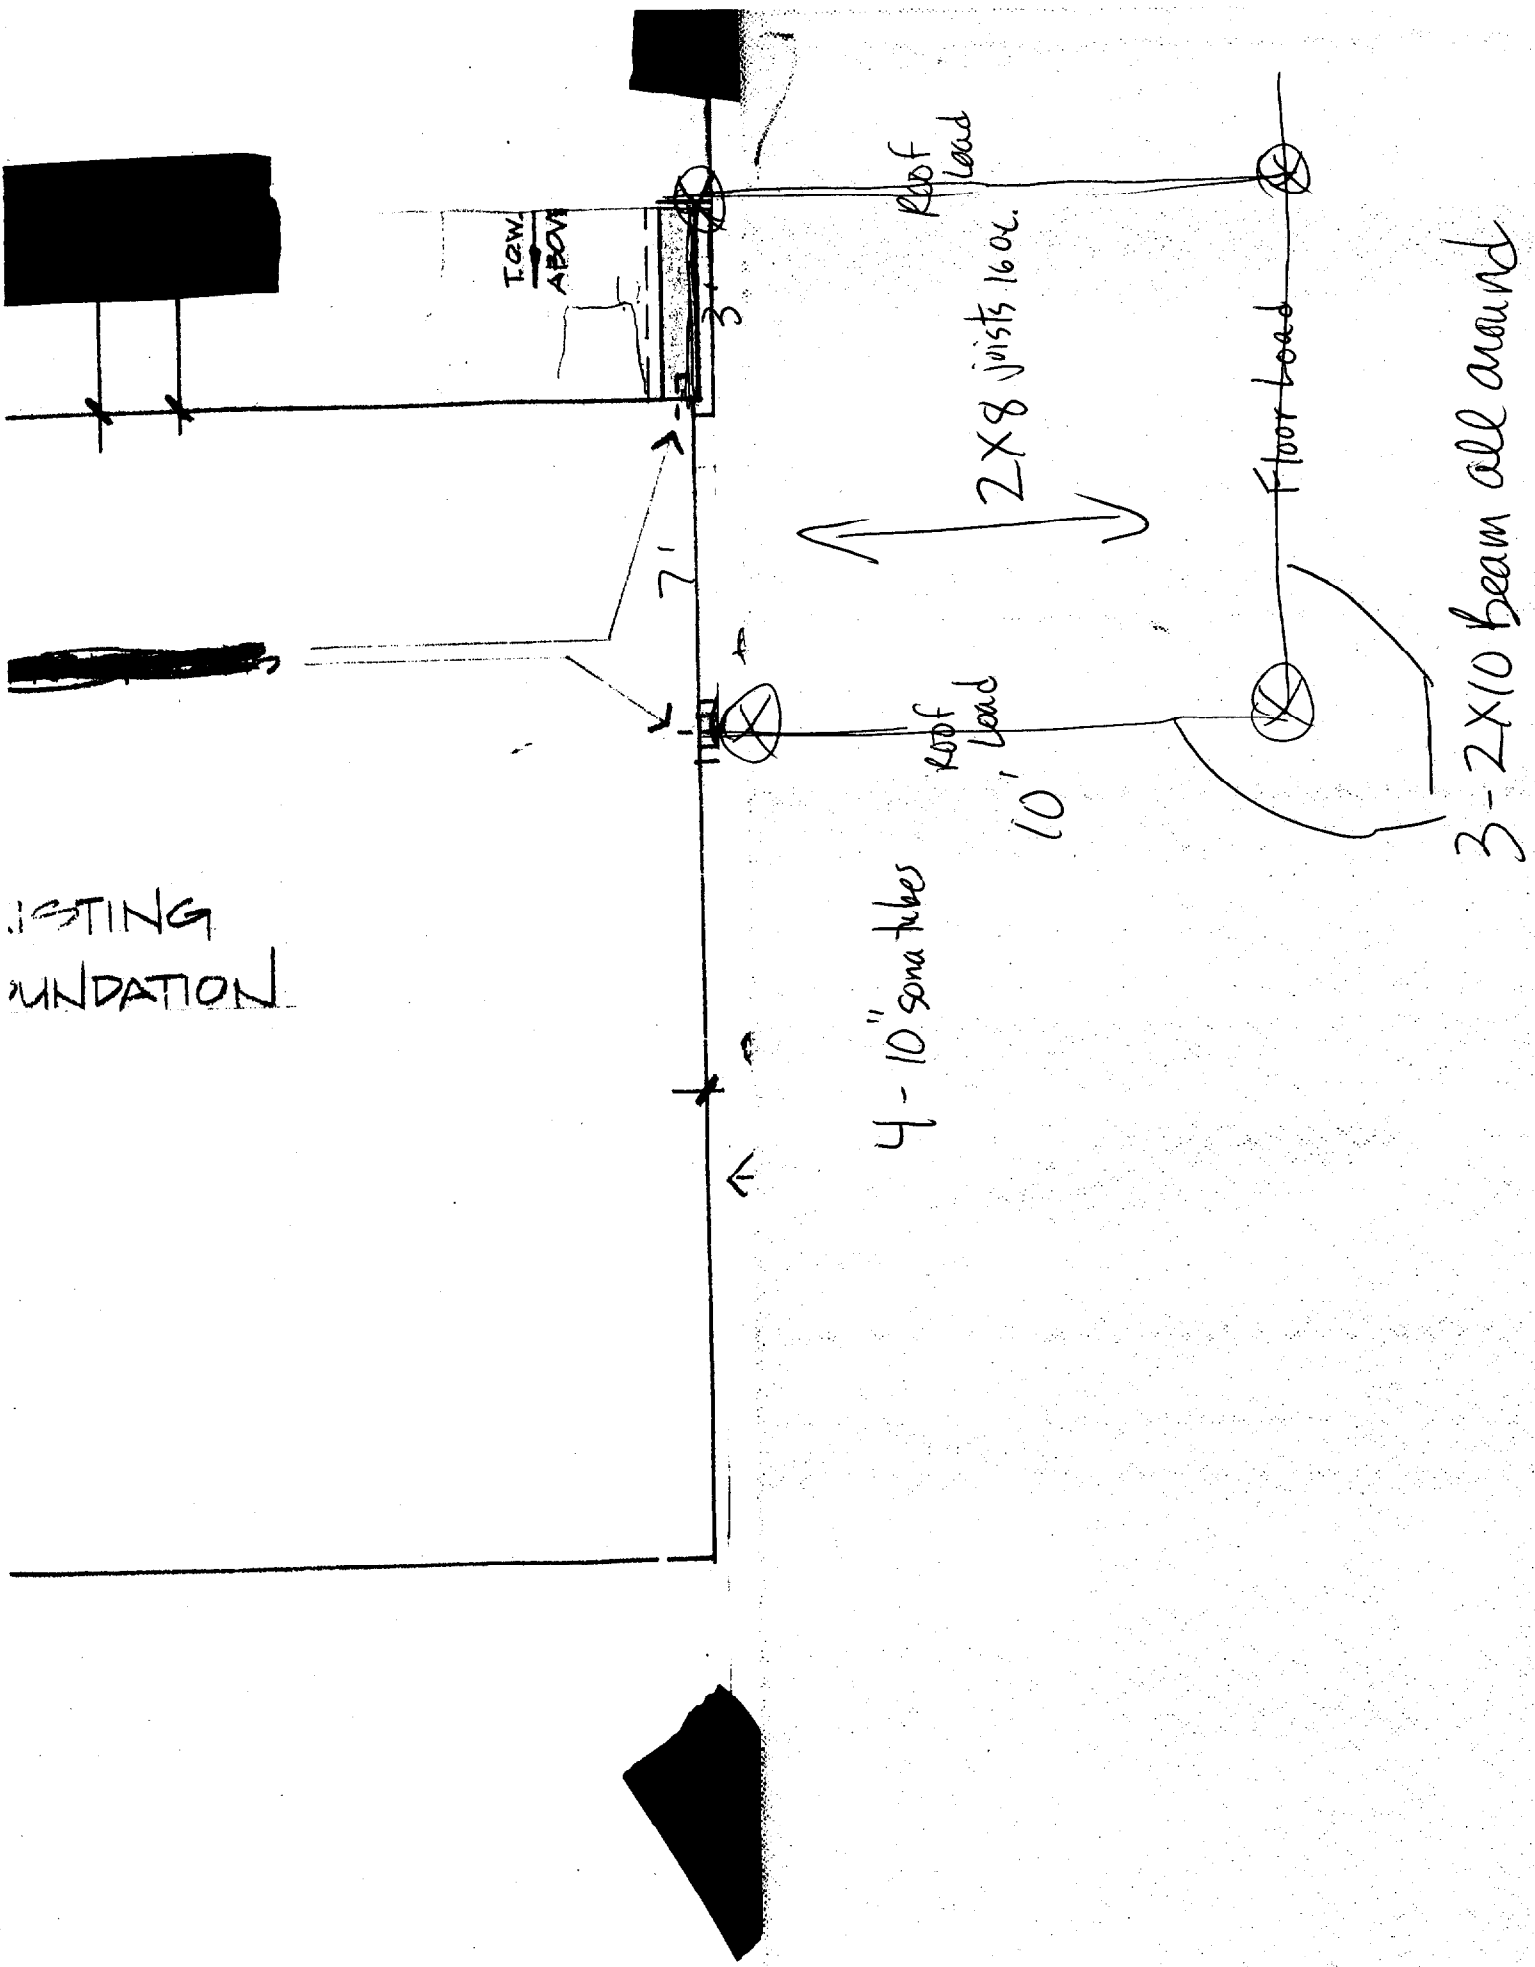 T.O.W.
ABOVE
3'
7'
Roof
Load
2X8 joists 16 oc.
Floor Load
Roof
Load
10'
4 - 10" sona tubes
3 - 2X10 Beam all around
ISTING
UNDATION